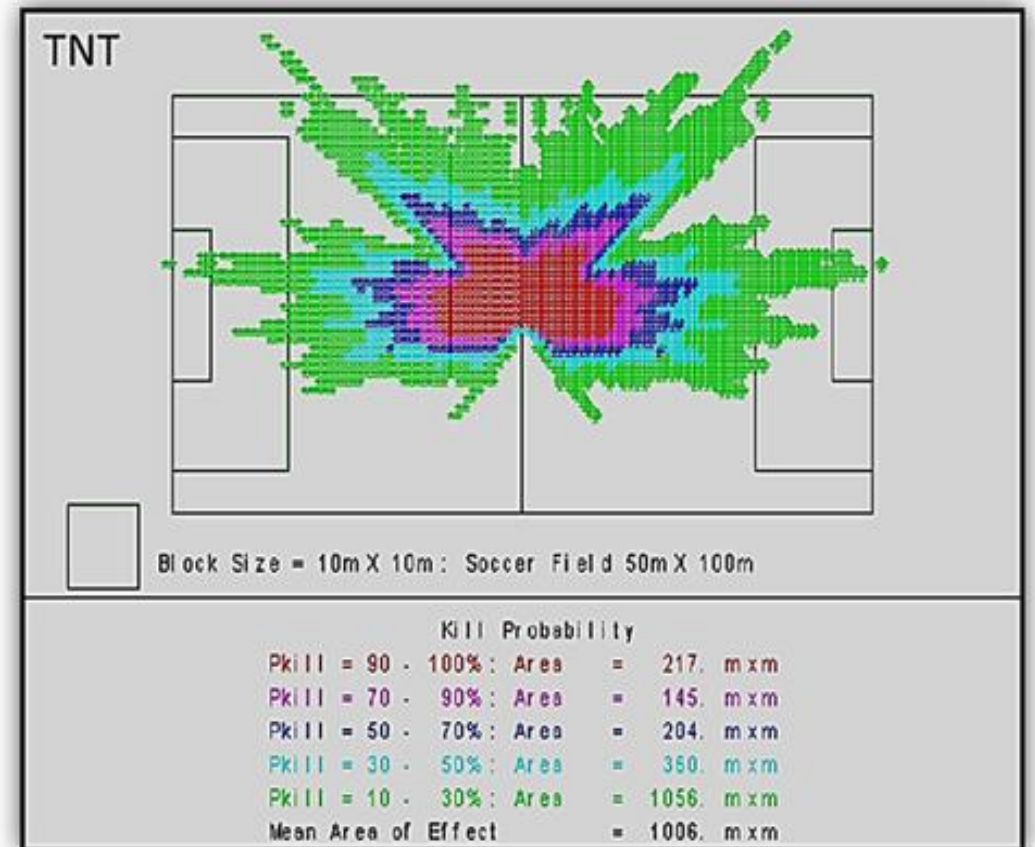 TNT
Block Size = 10m X 10m: Soccer Field 50m X 100m
Kill Probability
Pkill = 90 - 100%: Area = 217. mxm
Pkill = 70 - 90%: Area = 145. mxm
Pkill = 50 - 70%: Area = 204. mxm
Pkill = 30 - 50%: Area = 360. mxm
Pkill = 10 - 30%: Area = 1056. mxm
Mean Area of Effect = 1006. mxm